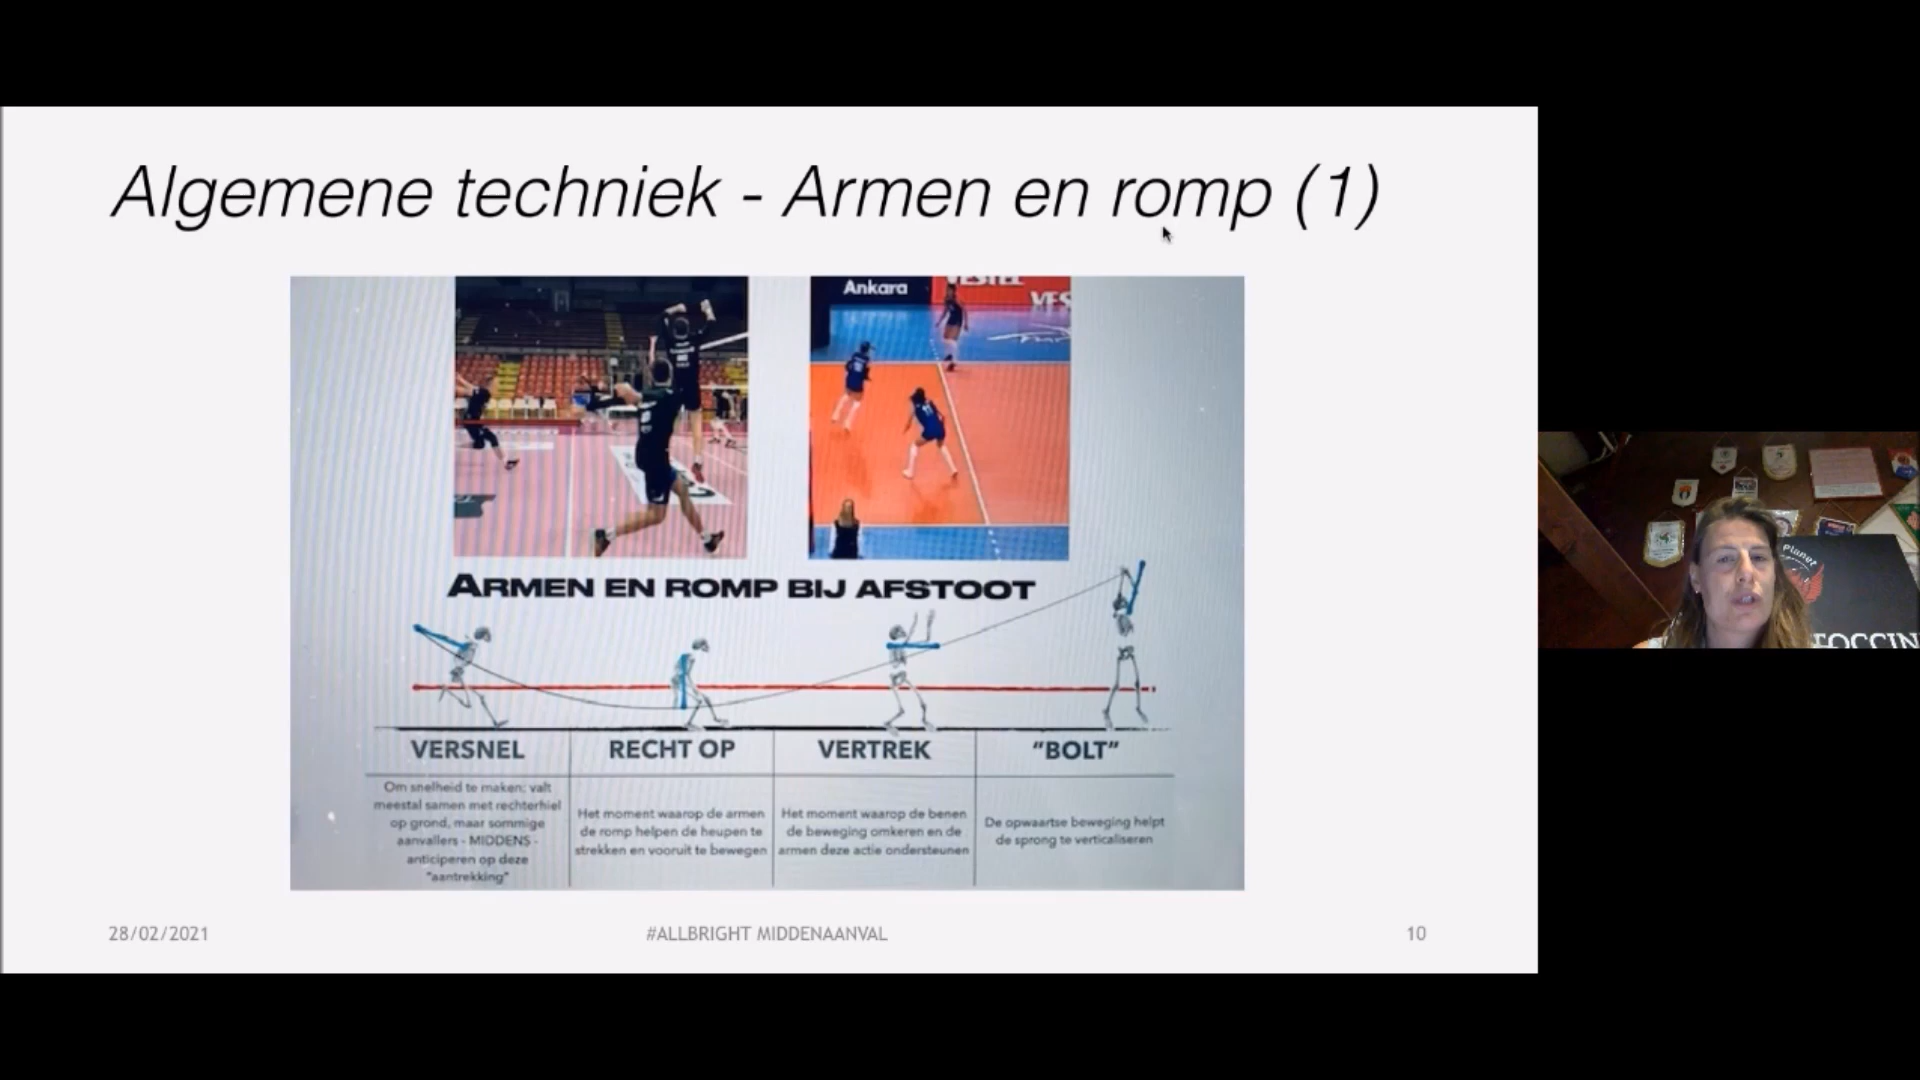 Algemene techniek - Armen en romp (1)
Ankara
VESTEL
VES
ARMEN EN ROMP BIJ AFSTOOT
VERSNEL
Om snelheid te maken; valt
meestal samen met rechterhiel
op grond, maar sommige
aanvallers - MIDDENS -
anticiperen op deze
"aantrekking"
RECHT OP
Het moment waarop de armen
de romp helpen de heupen te
strekken en vooruit te bewegen
VERTREK
Het moment waarop de benen
de beweging omkeren en de
armen deze actie ondersteunen
"BOLT"
De opwaartse beweging helpt
de sprong te verticaliseren
28/02/2021
#ALLBRIGHT MIDDENAANVAL
10
Planet
FOCCIN